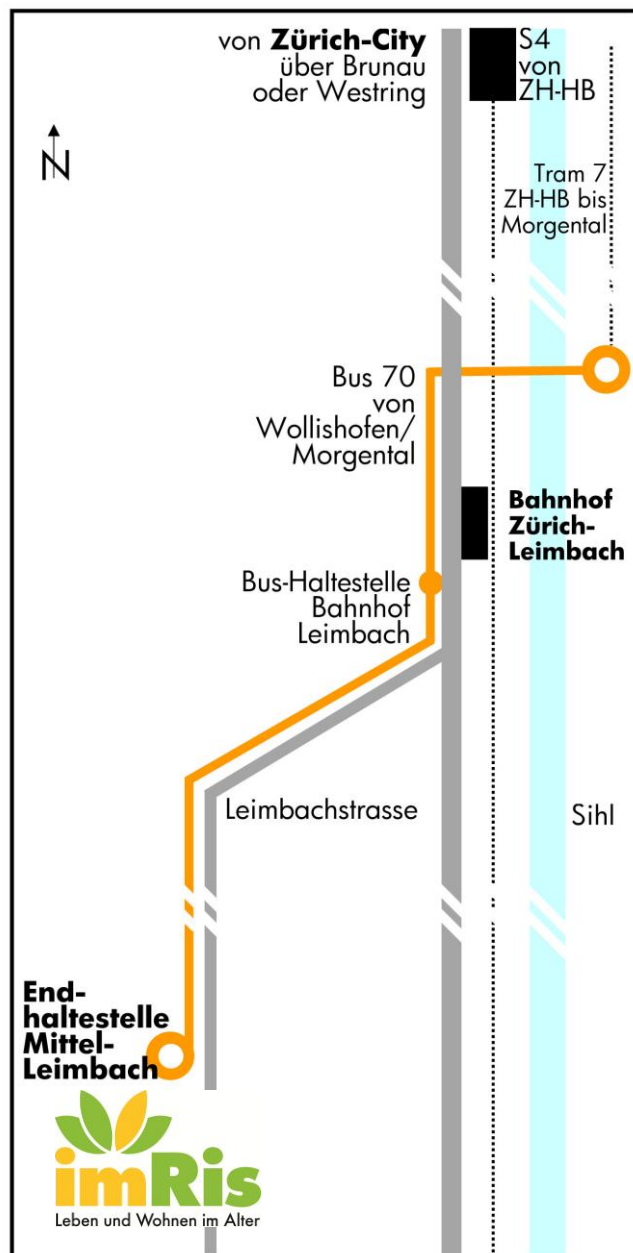 von Zürich-City
über Brunau
oder Westring
S4
von
ZH-HB
N
Tram 7
ZH-HB bis
Morgental
Bus 70
von
Wollishofen/
Morgental
Bahnhof
Zürich-
Leimbach
Bus-Haltestelle
Bahnhof
Leimbach
Leimbachstrasse
Sihl
End-
haltestelle
Mittel-
Leimbach
imRis
Leben und Wohnen im Alter